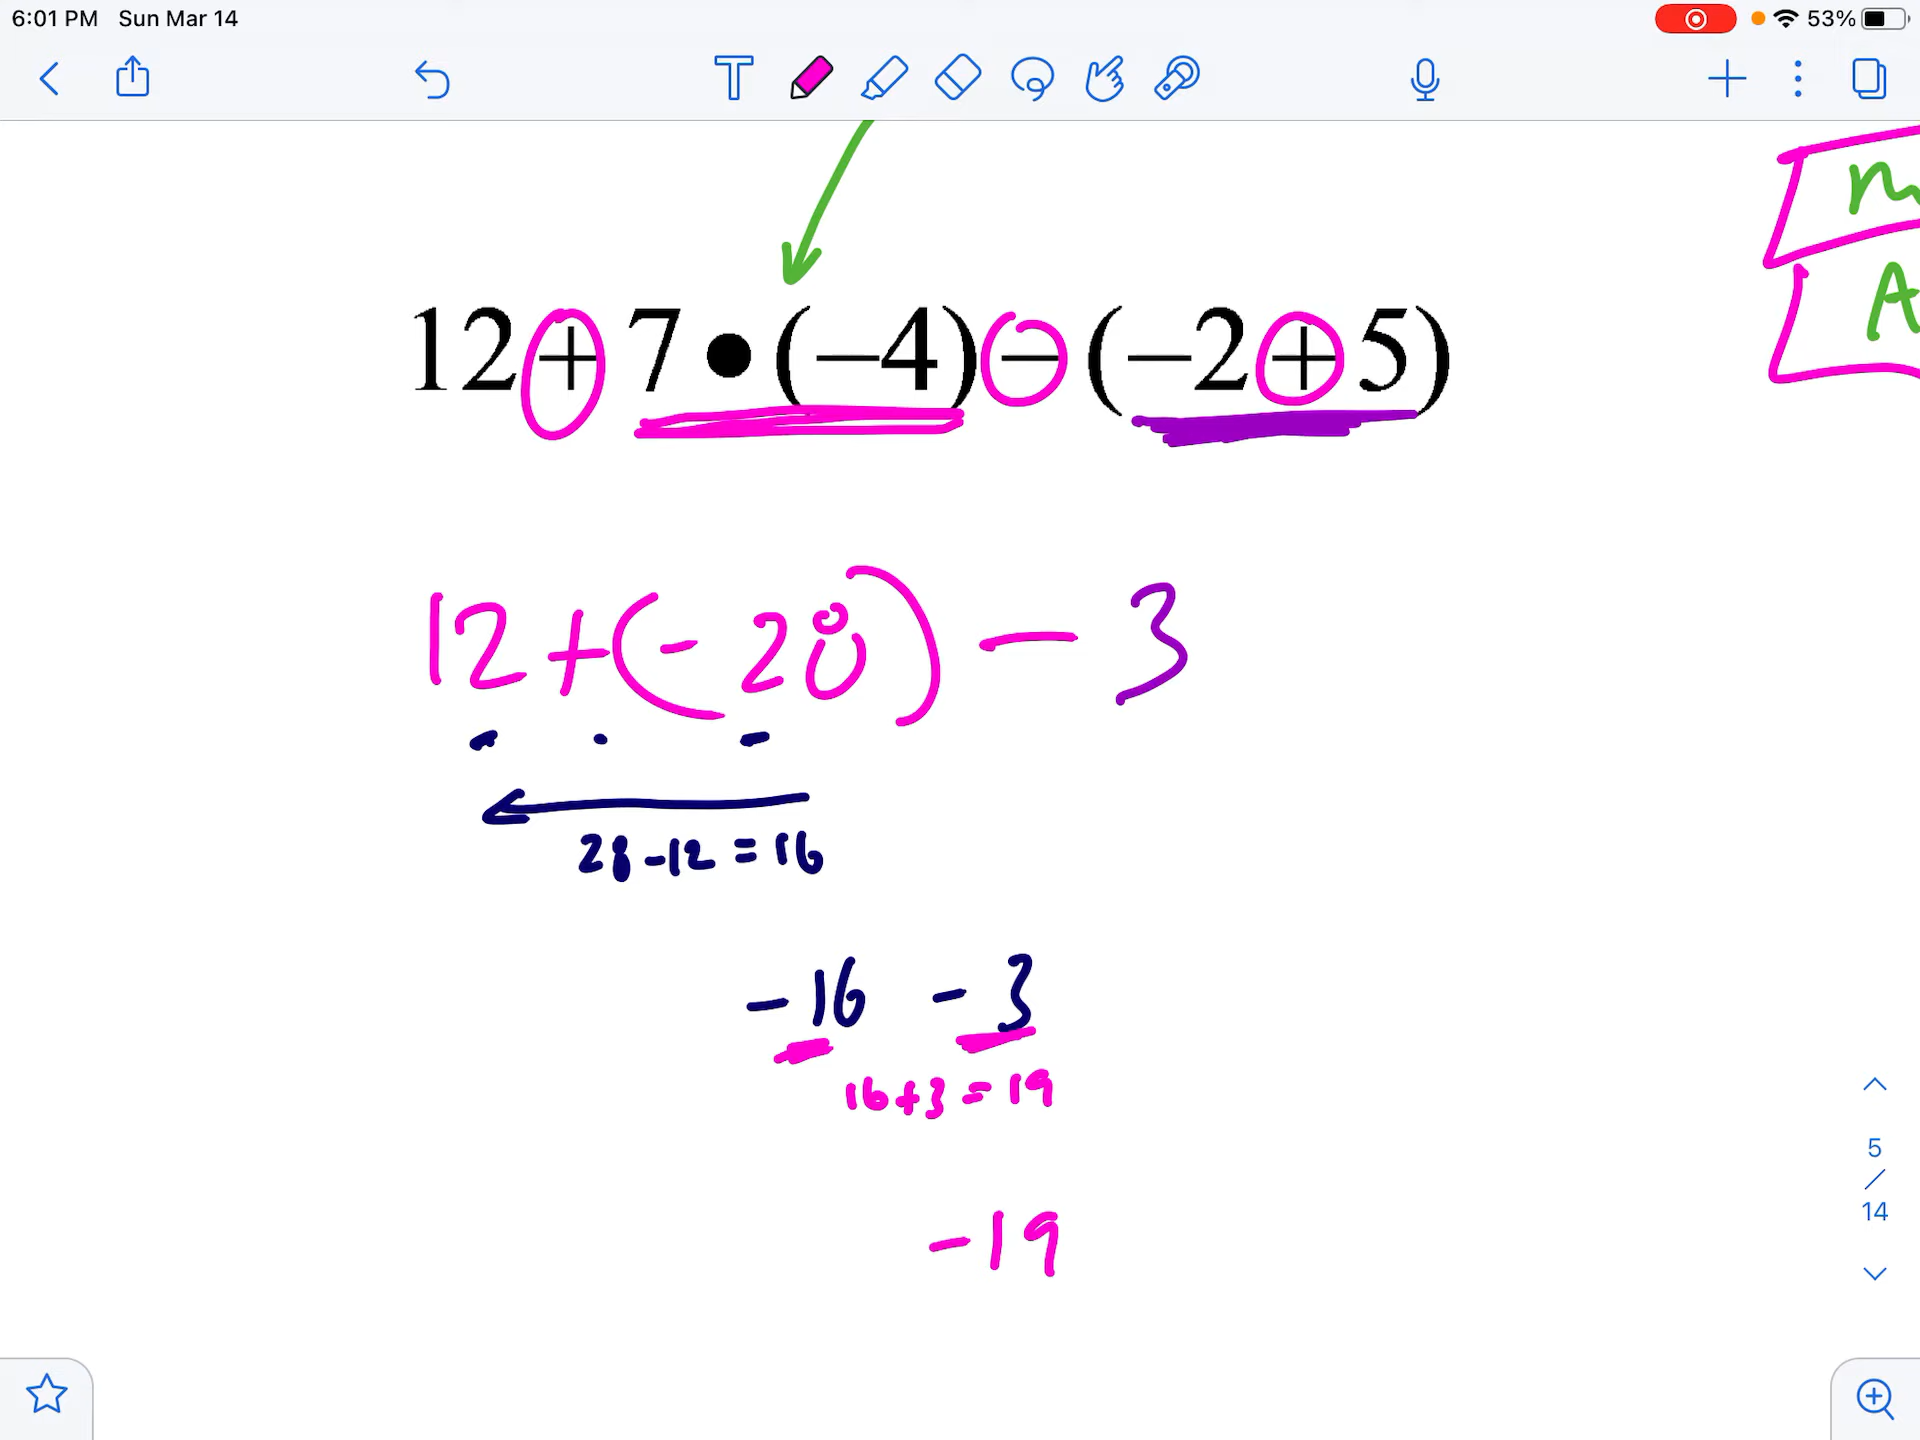 6:01 PM Sun Mar 14
53%
T
m
A
12 + 7 • (−4) − (−2 + 5)
12 + (- 28) - 3
28 - 12 = 16
- 16 - 3
16 + 3 = 19
- 19
5
/
14